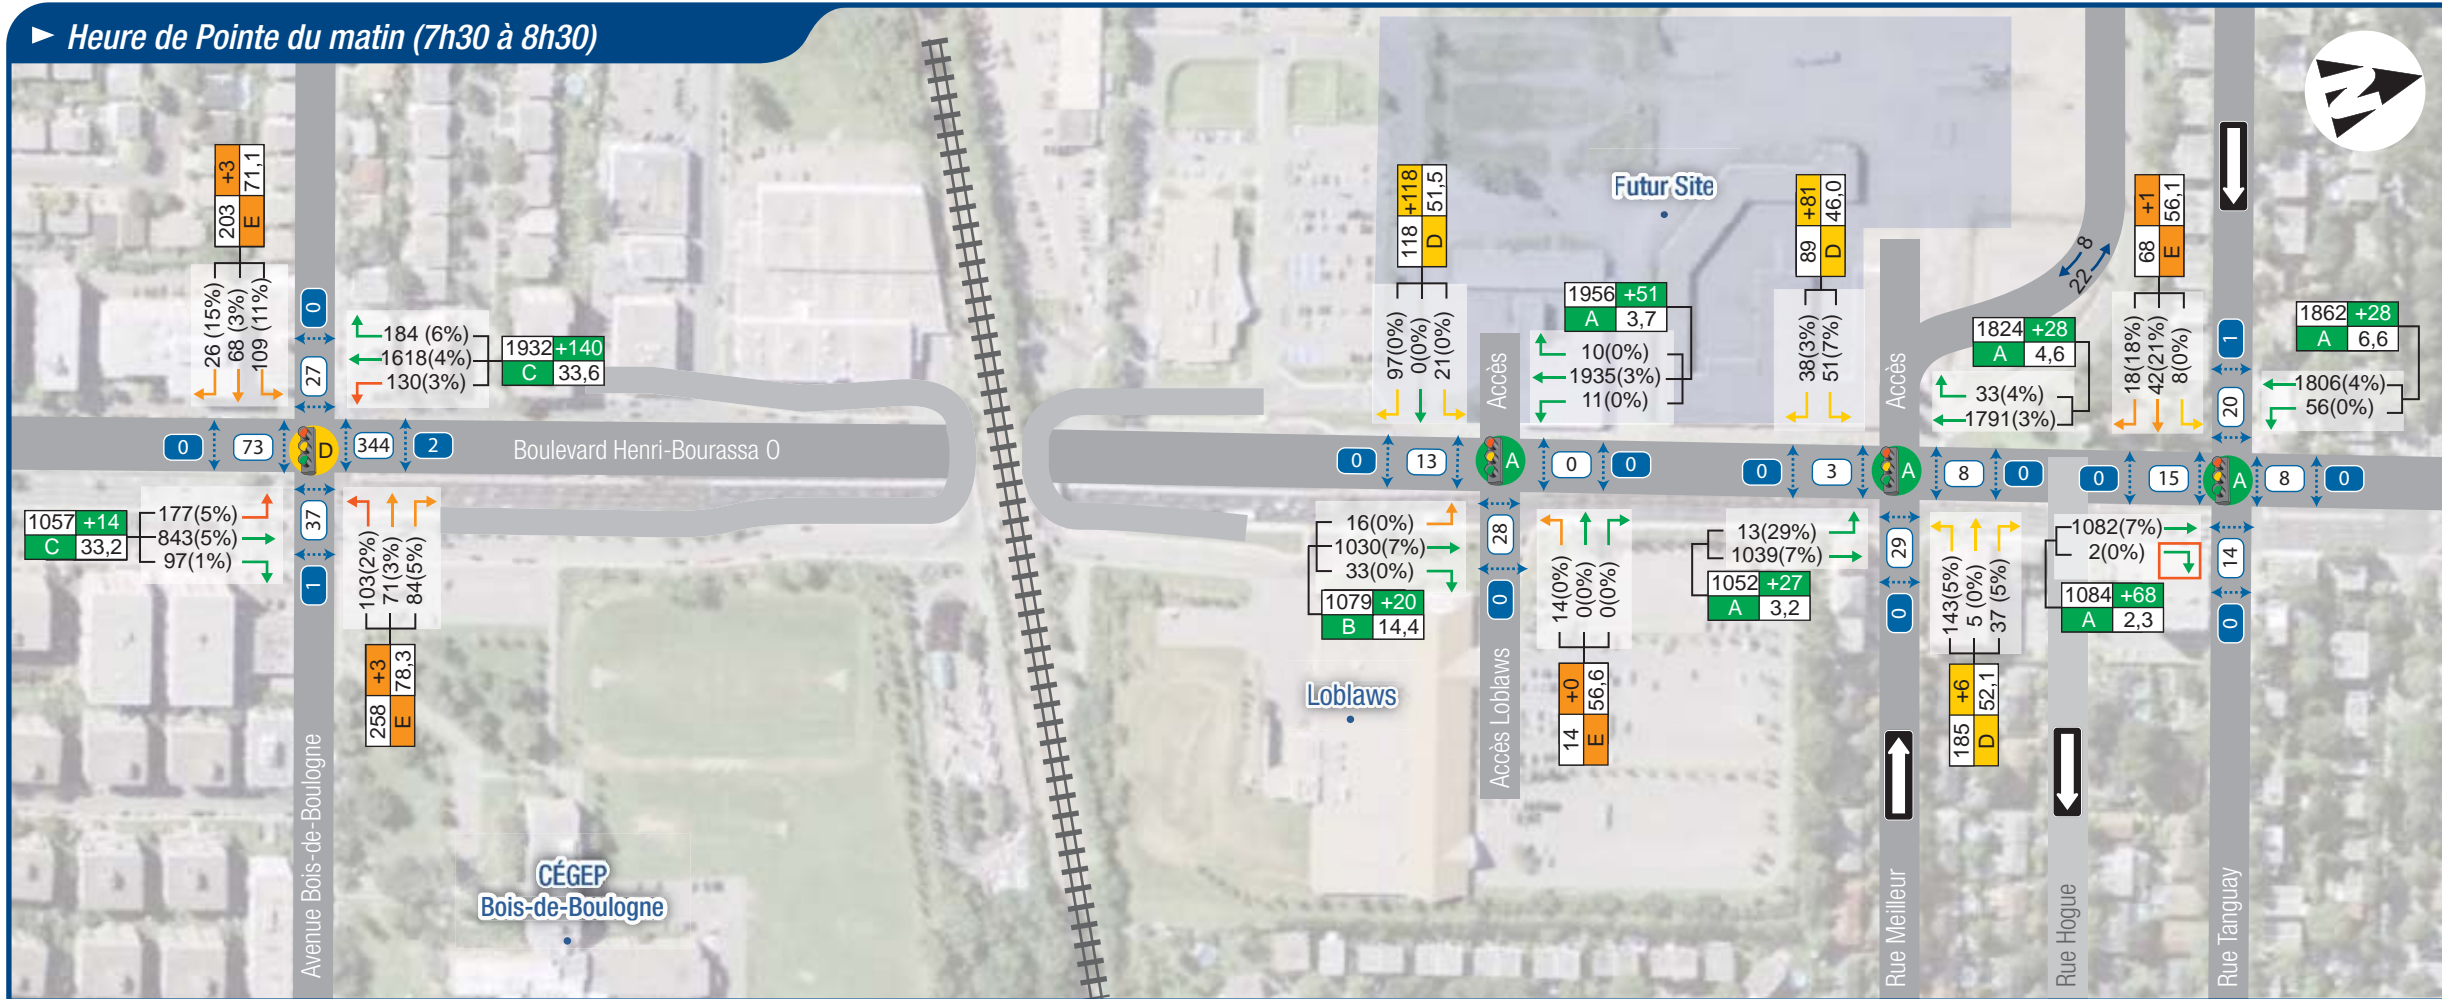 ► Heure de Pointe du matin (7h30 à 8h30)
203 +3
E 71,1
26 (15%)
68 (3%)
109 (11%)
0
27
184 (6%)
1618(4%)
130(3%)
1932 +140
C 33,6
0
73
D
344
2
Boulevard Henri-Bourassa O
1057 +14
C 33,2
177(5%)
843(5%)
97(1%)
37
1
103(2%)
71(3%)
84(5%)
258 +3
E 78,3
Avenue Bois-de-Boulogne
CÉGEP
Bois-de-Boulogne
Futur Site
118 +118
D 51,5
97(0%)
0(0%)
21(0%)
Accès
1956 +51
A 3,7
10(0%)
1935(3%)
11(0%)
0
13
A
0
0
16(0%)
1030(7%)
33(0%)
1079 +20
B 14,4
28
0
14(0%)
0(0%)
0(0%)
14 +0
E 56,6
Loblaws
Accès Loblaws
89 +81
D 46,0
38(3%)
51(7%)
Accès
1824 +28
A 4,6
33(4%)
1791(3%)
8
22
0
3
A
8
0
13(29%)
1039(7%)
1052 +27
A 3,2
29
0
143(5%)
5 (0%)
37 (5%)
185 +6
D 52,1
Rue Meilleur
Rue Hogue
68 +1
E 56,1
18(18%)
42(21%)
8(0%)
1
20
1862 +28
A 6,6
1806(4%)
56(0%)
0
15
A
8
0
1082(7%)
2(0%)
1084 +68
A 2,3
14
0
Rue Tanguay